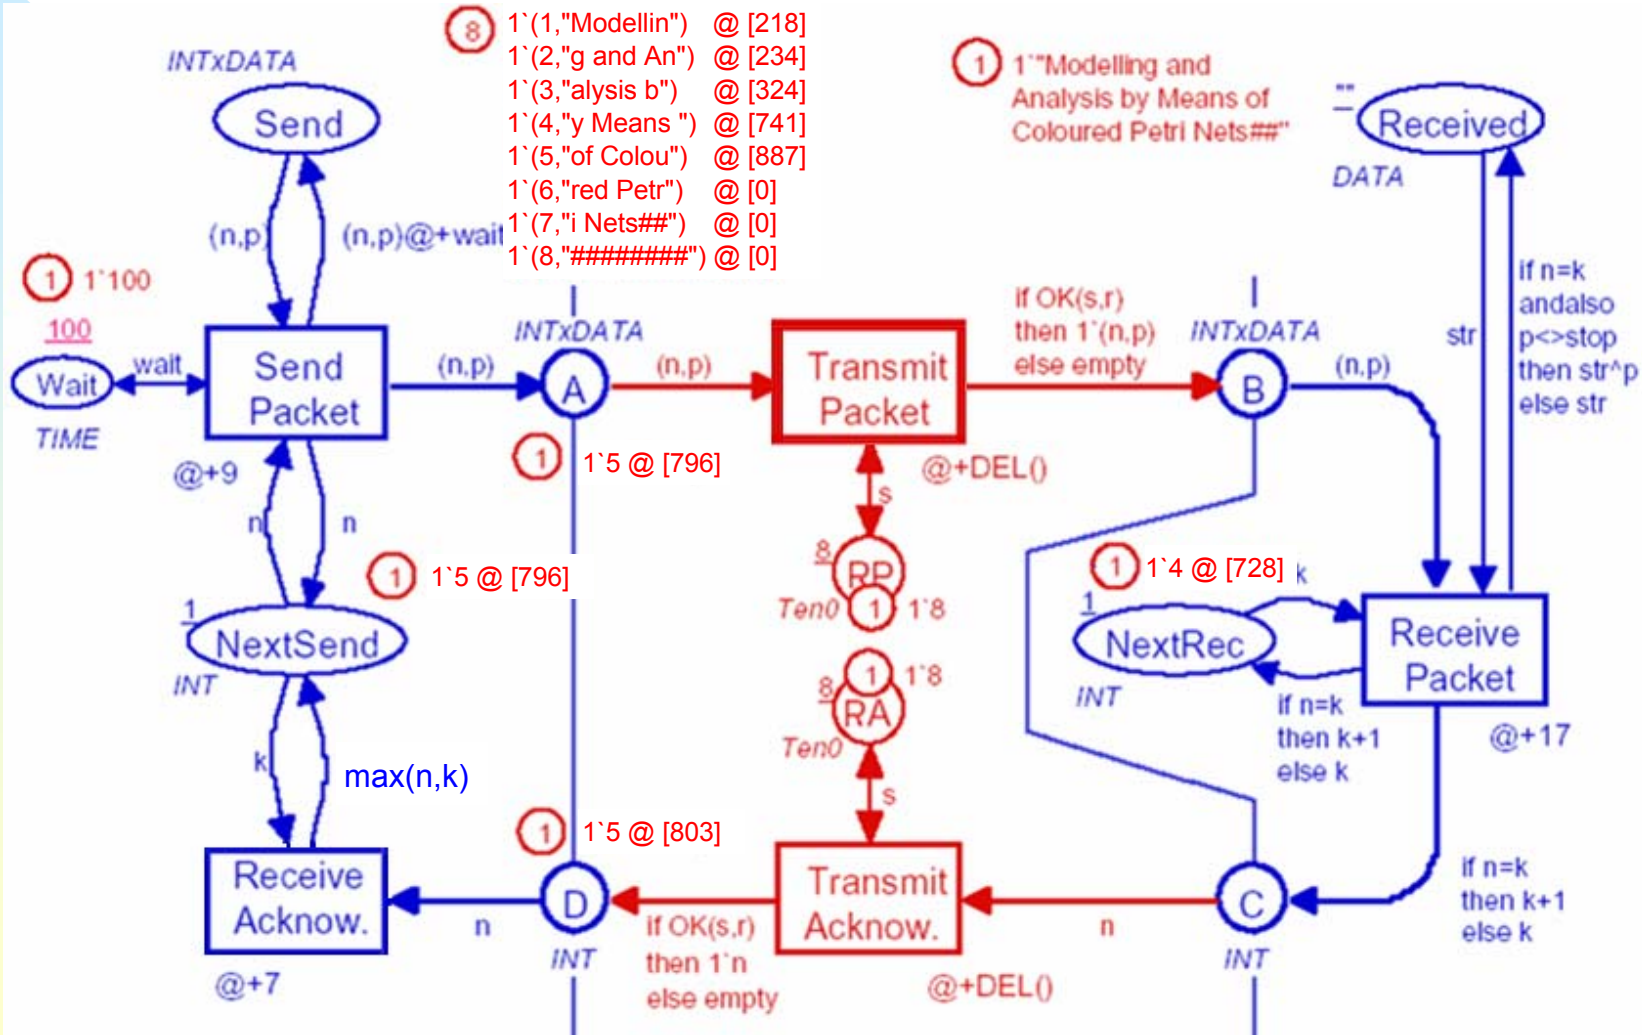 8
1`(1,"Modellin") @ [218]
1`(2,"g and An") @ [234]
1`(3,"alysis b") @ [324]
1`(4,"y Means ") @ [741]
1`(5,"of Colou") @ [887]
1`(6,"red Petr") @ [0]
1`(7,"i Nets##") @ [0]
1`(8,"########") @ [0]
1
1`"Modelling and
Analysis by Means of
Coloured Petri Nets##"
INTxDATA
Send
""
Received
DATA
(n,p)
(n,p)@+wait
1
1`100
100
Wait
TIME
wait
Send
Packet
@+9
(n,p)
INTxDATA
A
1
1`5 @ [796]
(n,p)
Transmit
Packet
@+DEL()
if OK(s,r)
then 1`(n,p)
else empty
INTxDATA
B
(n,p)
str
if n=k
andalso
p<>stop
then str^p
else str
n
n
1
1`5 @ [796]
1
NextSend
INT
s
8
RP
Ten0
1
1`8
1
1`8
8
RA
Ten0
s
1
1`4 @ [728]
k
1
NextRec
INT
if n=k
then k+1
else k
Receive
Packet
@+17
k
max(n,k)
1
1`5 @ [803]
Receive
Acknow.
@+7
n
D
INT
if OK(s,r)
then 1`n
else empty
Transmit
Acknow.
@+DEL()
n
C
INT
if n=k
then k+1
else k